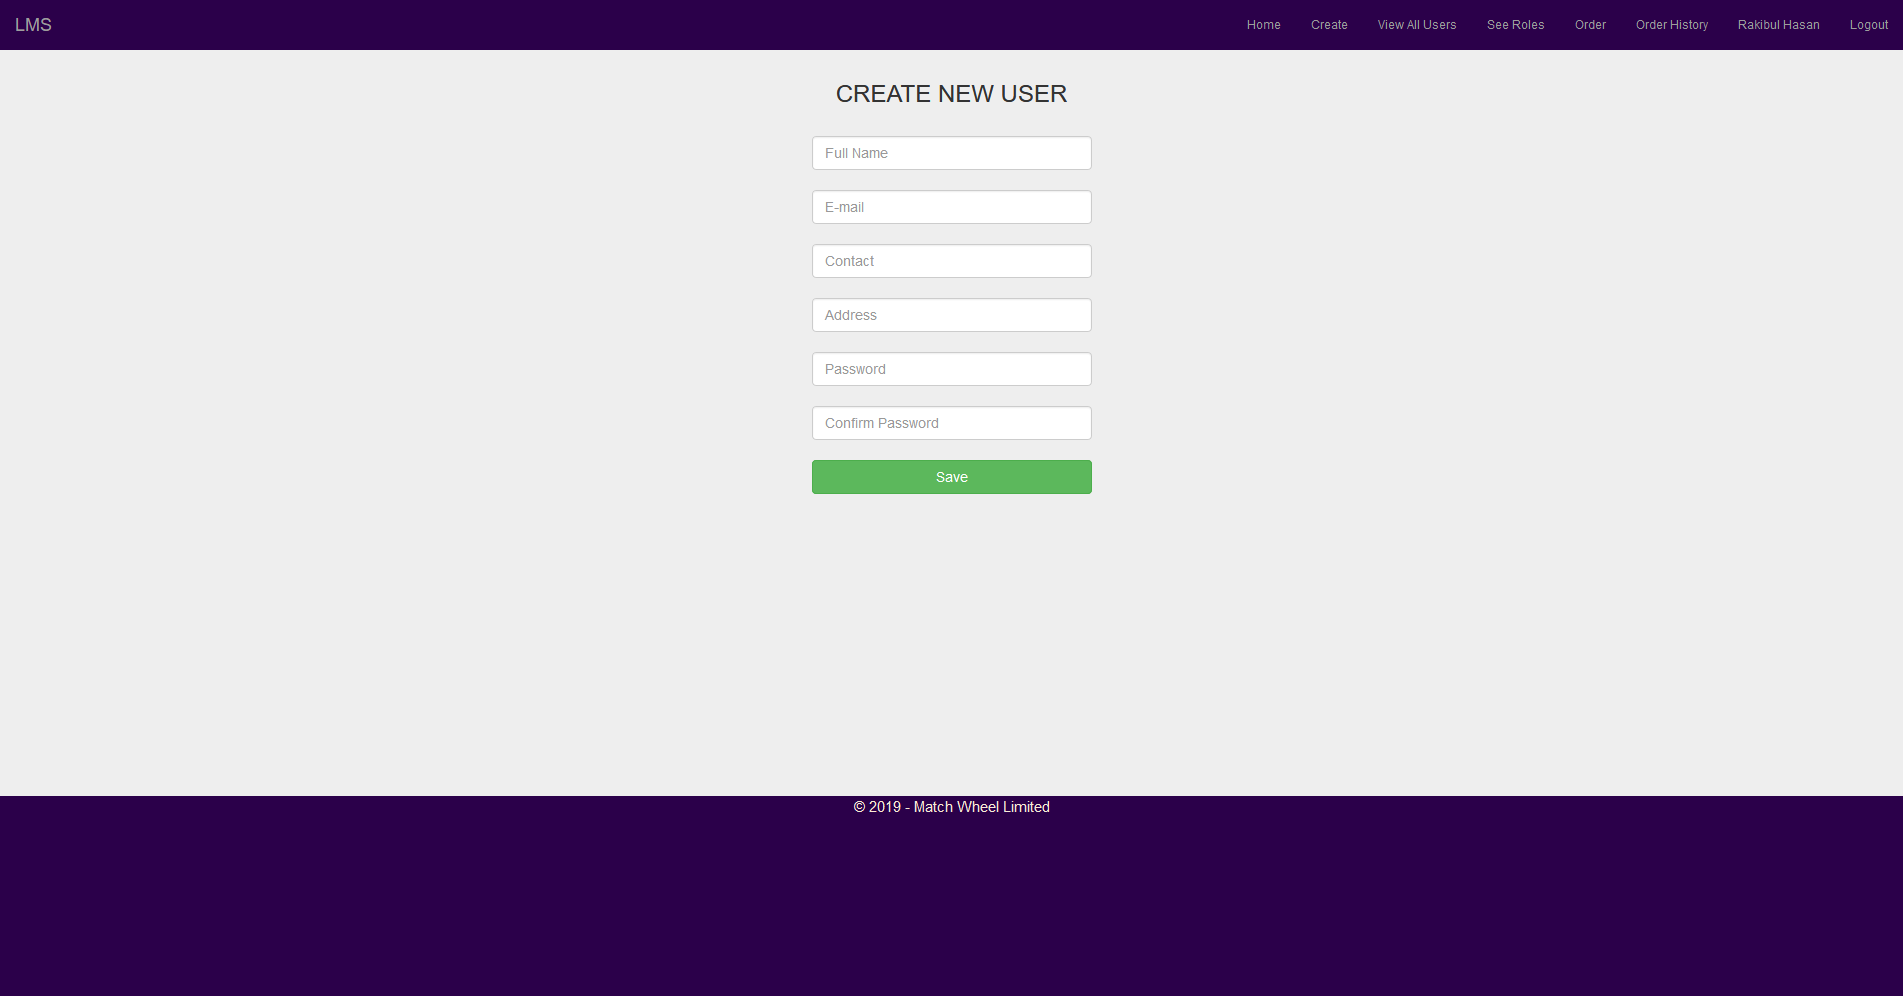 LMS Home Create View All Users See Roles Order Order History Rakibul Hasan Logout
CREATE NEW USER
Full Name
E-mail
Contact
Address
Password
Confirm Password
Save
© 2019 - Match Wheel Limited